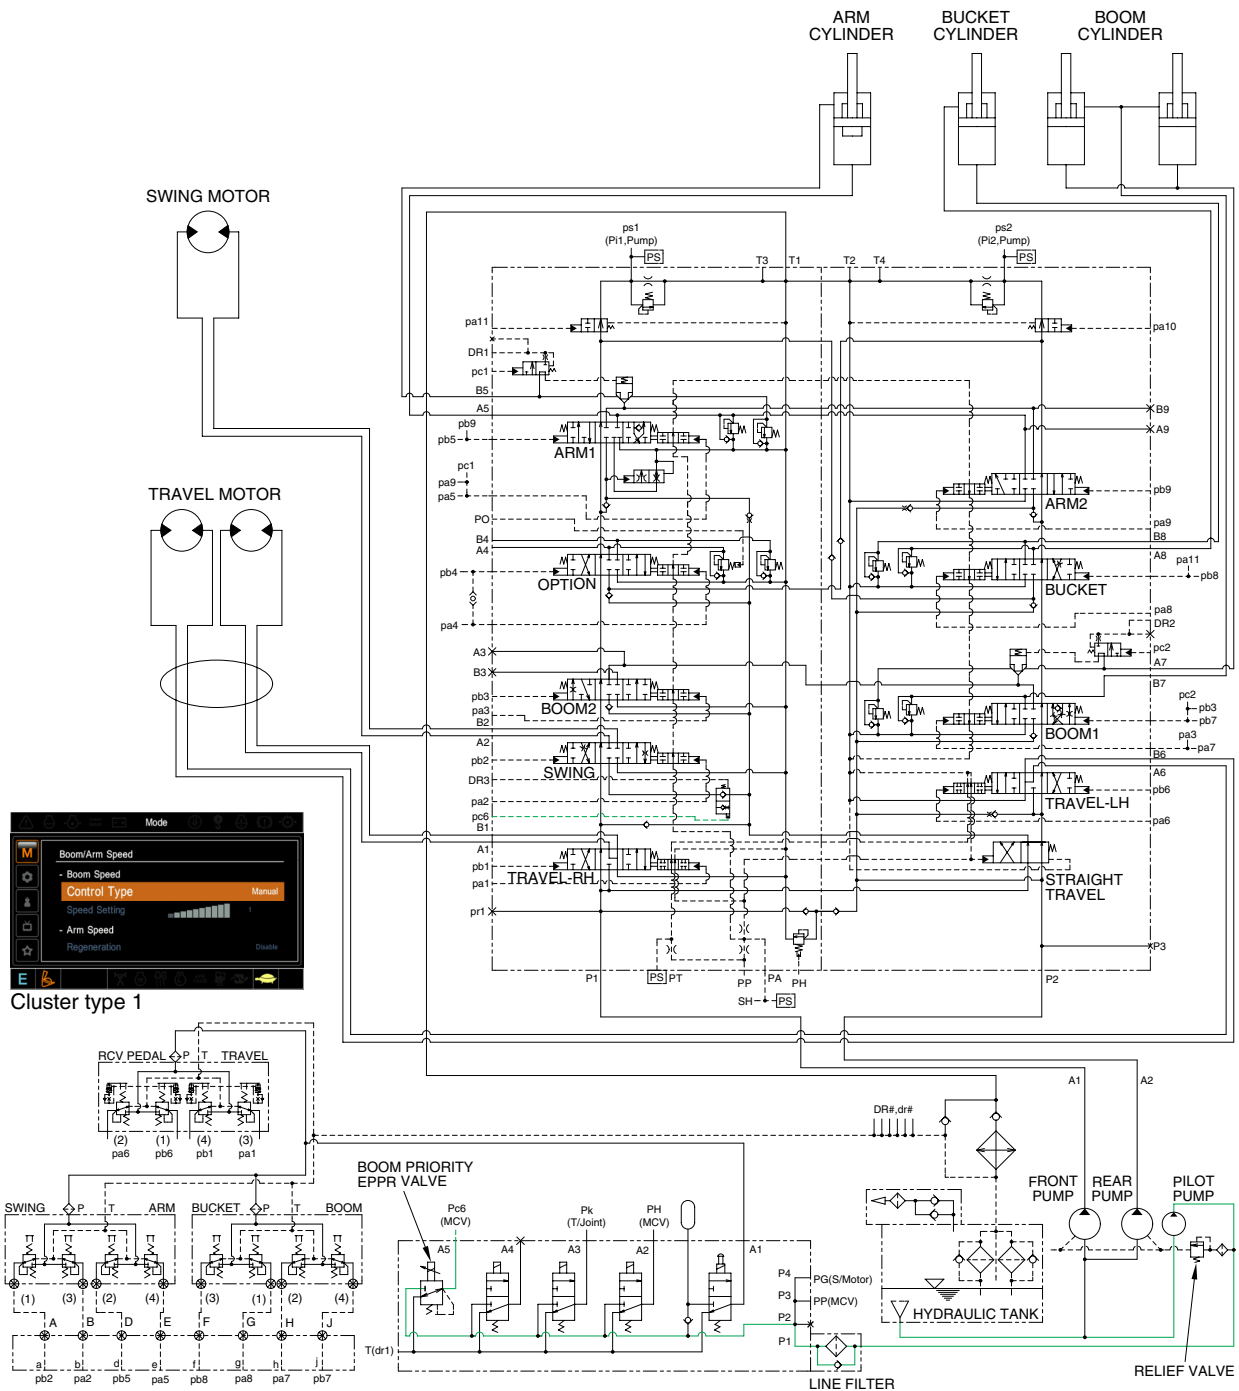 ARM
CYLINDER
BUCKET
CYLINDER
BOOM
CYLINDER
SWING MOTOR
ps1
(Pi1,Pump)
PS
T3
T1
T2
T4
ps2
(Pi2,Pump)
PS
pa11
pa10
DR1
pc1
B5
A5
B9
A9
pb9
pb5
ARM1
pc1
pa9
pa5
TRAVEL MOTOR
ARM2
pb9
pa9
PO
B4
A4
B8
A8
pb4
OPTION
BUCKET
pa11
pb8
pa4
pa8
DR2
pc2
A3
B3
A7
B7
pb3
BOOM2
pa3
B2
BOOM1
pc2
pb3
pb7
pa3
pa7
A2
pb2
SWING
B6
A6
DR3
pa2
pc6
B1
TRAVEL-LH
pb6
pa6
A1
pb1
TRAVEL-RH
pa1
STRAIGHT
TRAVEL
pr1
P3
P1
PS
PT
PP
PA
PH
P2
SH
PS
Mode
M
Boom/Arm Speed
- Boom Speed
Control Type
Manual
Speed Setting
1
- Arm Speed
Regeneration
Disable
E
Cluster type 1
RCV PEDAL
P
T
TRAVEL
(2)
(1)
(4)
(3)
pa6
pb6
pb1
pa1
A1
A2
DR#,dr#
SWING
P
T
ARM
BUCKET
P
T
BOOM
(1)
(3)
(2)
(4)
(3)
(1)
(2)
(4)
A
B
D
E
F
G
H
J
a
b
d
e
f
g
h
j
pb2
pa2
pb5
pa5
pb8
pa8
pa7
pb7
BOOM PRIORITY
EPPR VALVE
Pc6
(MCV)
Pk
(T/Joint)
PH
(MCV)
A5
A4
A3
A2
A1
P4
PG(S/Motor)
P3
PP(MCV)
P2
P1
T(dr1)
LINE FILTER
FRONT
PUMP
REAR
PUMP
PILOT
PUMP
HYDRAULIC TANK
RELIEF VALVE